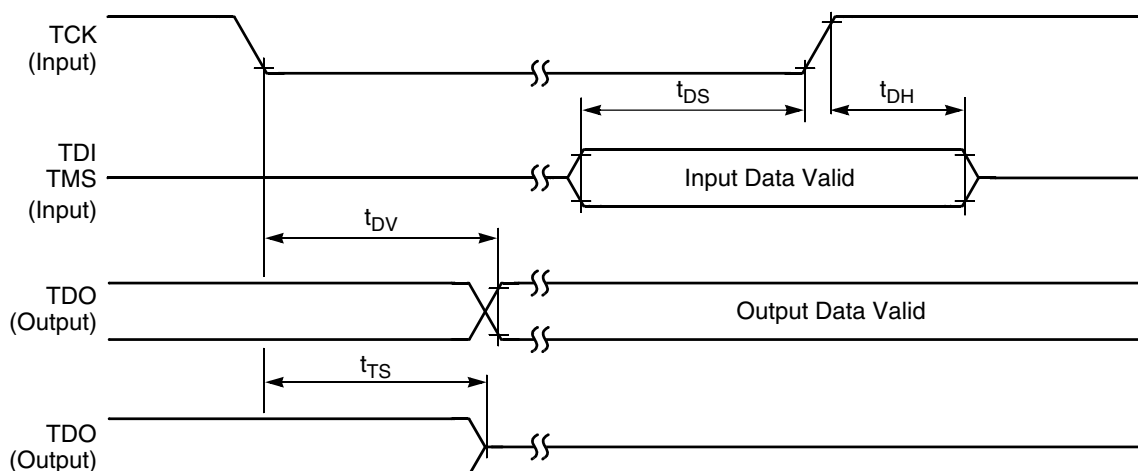 TCK
(Input)
tDS
tDH
TDI
TMS
(Input)
Input Data Valid
tDV
TDO
(Output)
Output Data Valid
tTS
TDO
(Output)